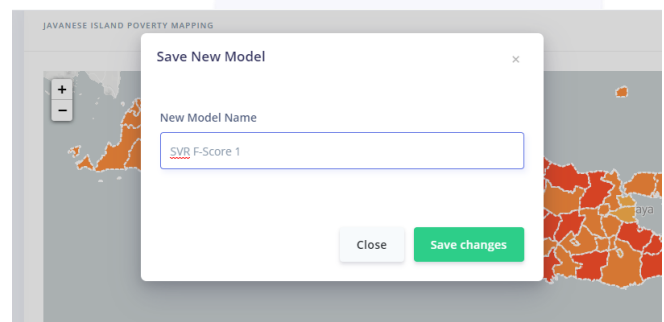 JAVANESE ISLAND POVERTY MAPPING
Save New Model
×
+
−
New Model Name
SVR F-Score 1
aya
Close
Save changes